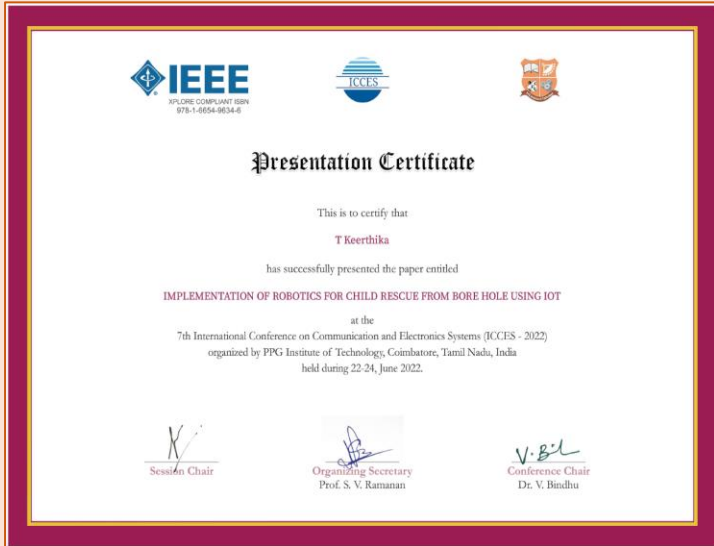 IEEE
XPLORE COMPLIANT ISBN
978-1-6654-9634-6
ICCES
Presentation Certificate
This is to certify that
T Keerthika
has successfully presented the paper entitled
IMPLEMENTATION OF ROBOTICS FOR CHILD RESCUE FROM BORE HOLE USING IOT
at the
7th International Conference on Communication and Electronics Systems (ICCES - 2022)
organized by PPG Institute of Technology, Coimbatore, Tamil Nadu, India
held during 22-24, June 2022.
V. Bil
Session Chair
Organizing Secretary
Conference Chair
Prof. S. V. Ramanan
Dr. V. Bindhu